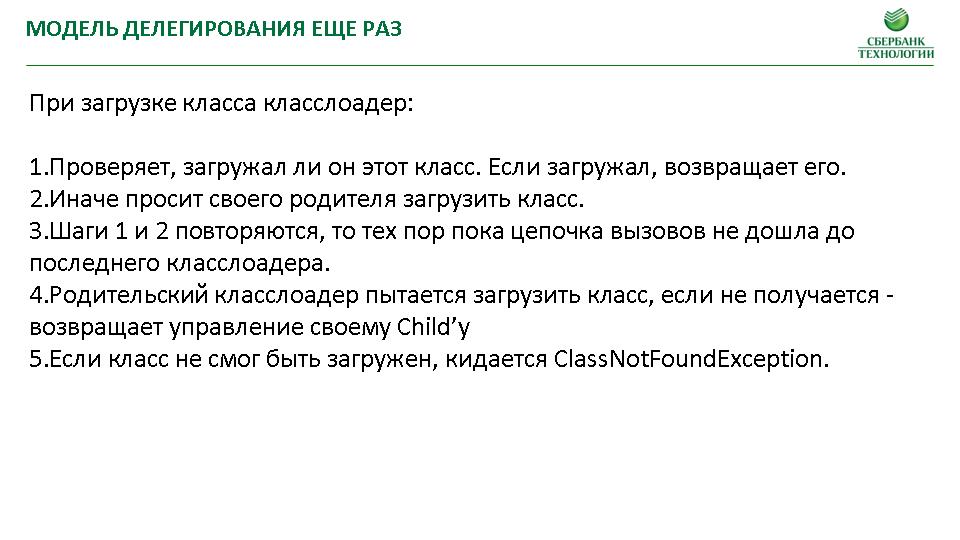 МОДЕЛЬ ДЕЛЕГИРОВАНИЯ ЕЩЕ РАЗ
СБЕРБАНК
ТЕХНОЛОГИИ
При загрузке класса класслоадер:
1.Проверяет, загружал ли он этот класс. Если загружал, возвращает его.
2.Иначе просит своего родителя загрузить класс.
3.Шаги 1 и 2 повторяются, то тех пор пока цепочка вызовов не дошла до
последнего класслоадера.
4.Родительский класслоадер пытается загрузить класс, если не получается -
возвращает управление своему Child’у
5.Если класс не смог быть загружен, кидается ClassNotFoundException.